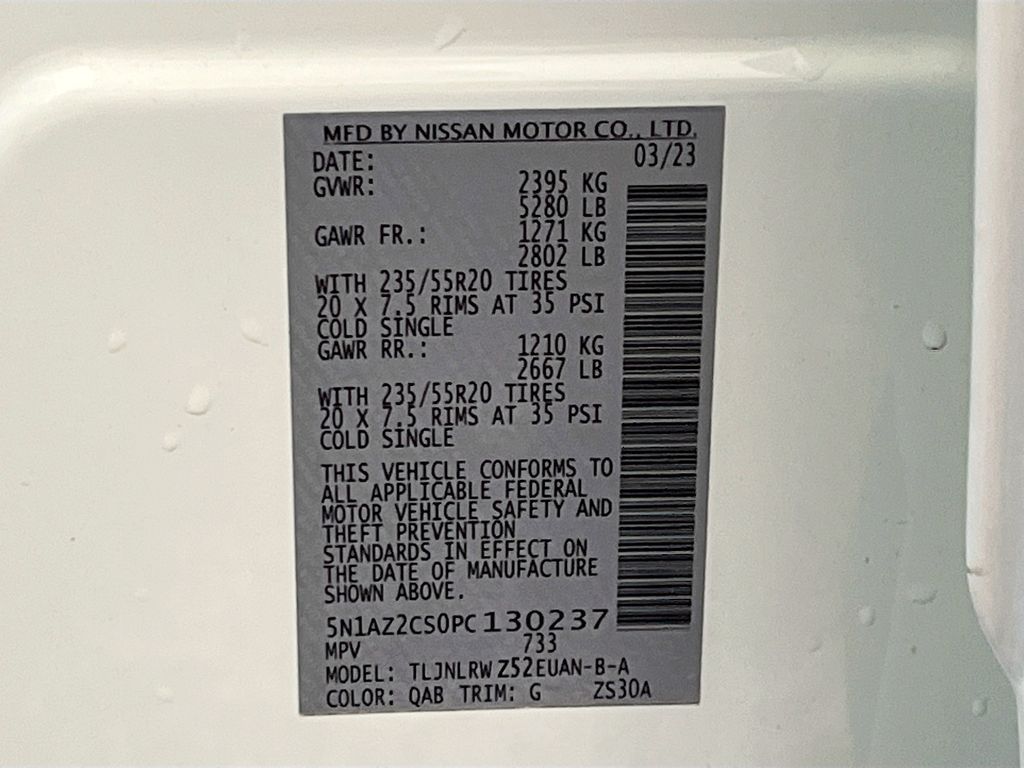 MFD BY NISSAN MOTOR CO., LTD.
DATE: 03/23
GVWR: 2395 KG
5280 LB
GAWR FR.: 1271 KG
2802 LB
WITH 235/55R20 TIRES
20 X 7.5 RIMS AT 35 PSI
COLD SINGLE
GAWR RR.: 1210 KG
2667 LB
WITH 235/55R20 TIRES
20 X 7.5 RIMS AT 35 PSI
COLD SINGLE
THIS VEHICLE CONFORMS TO
ALL APPLICABLE FEDERAL
MOTOR VEHICLE SAFETY AND
THEFT PREVENTION
STANDARDS IN EFFECT ON
THE DATE OF MANUFACTURE
SHOWN ABOVE.
5N1AZ2CS0PC130237
MPV 733
MODEL: TLJNLRW Z52EUAN-B-A
COLOR: QAB TRIM: G ZS30A